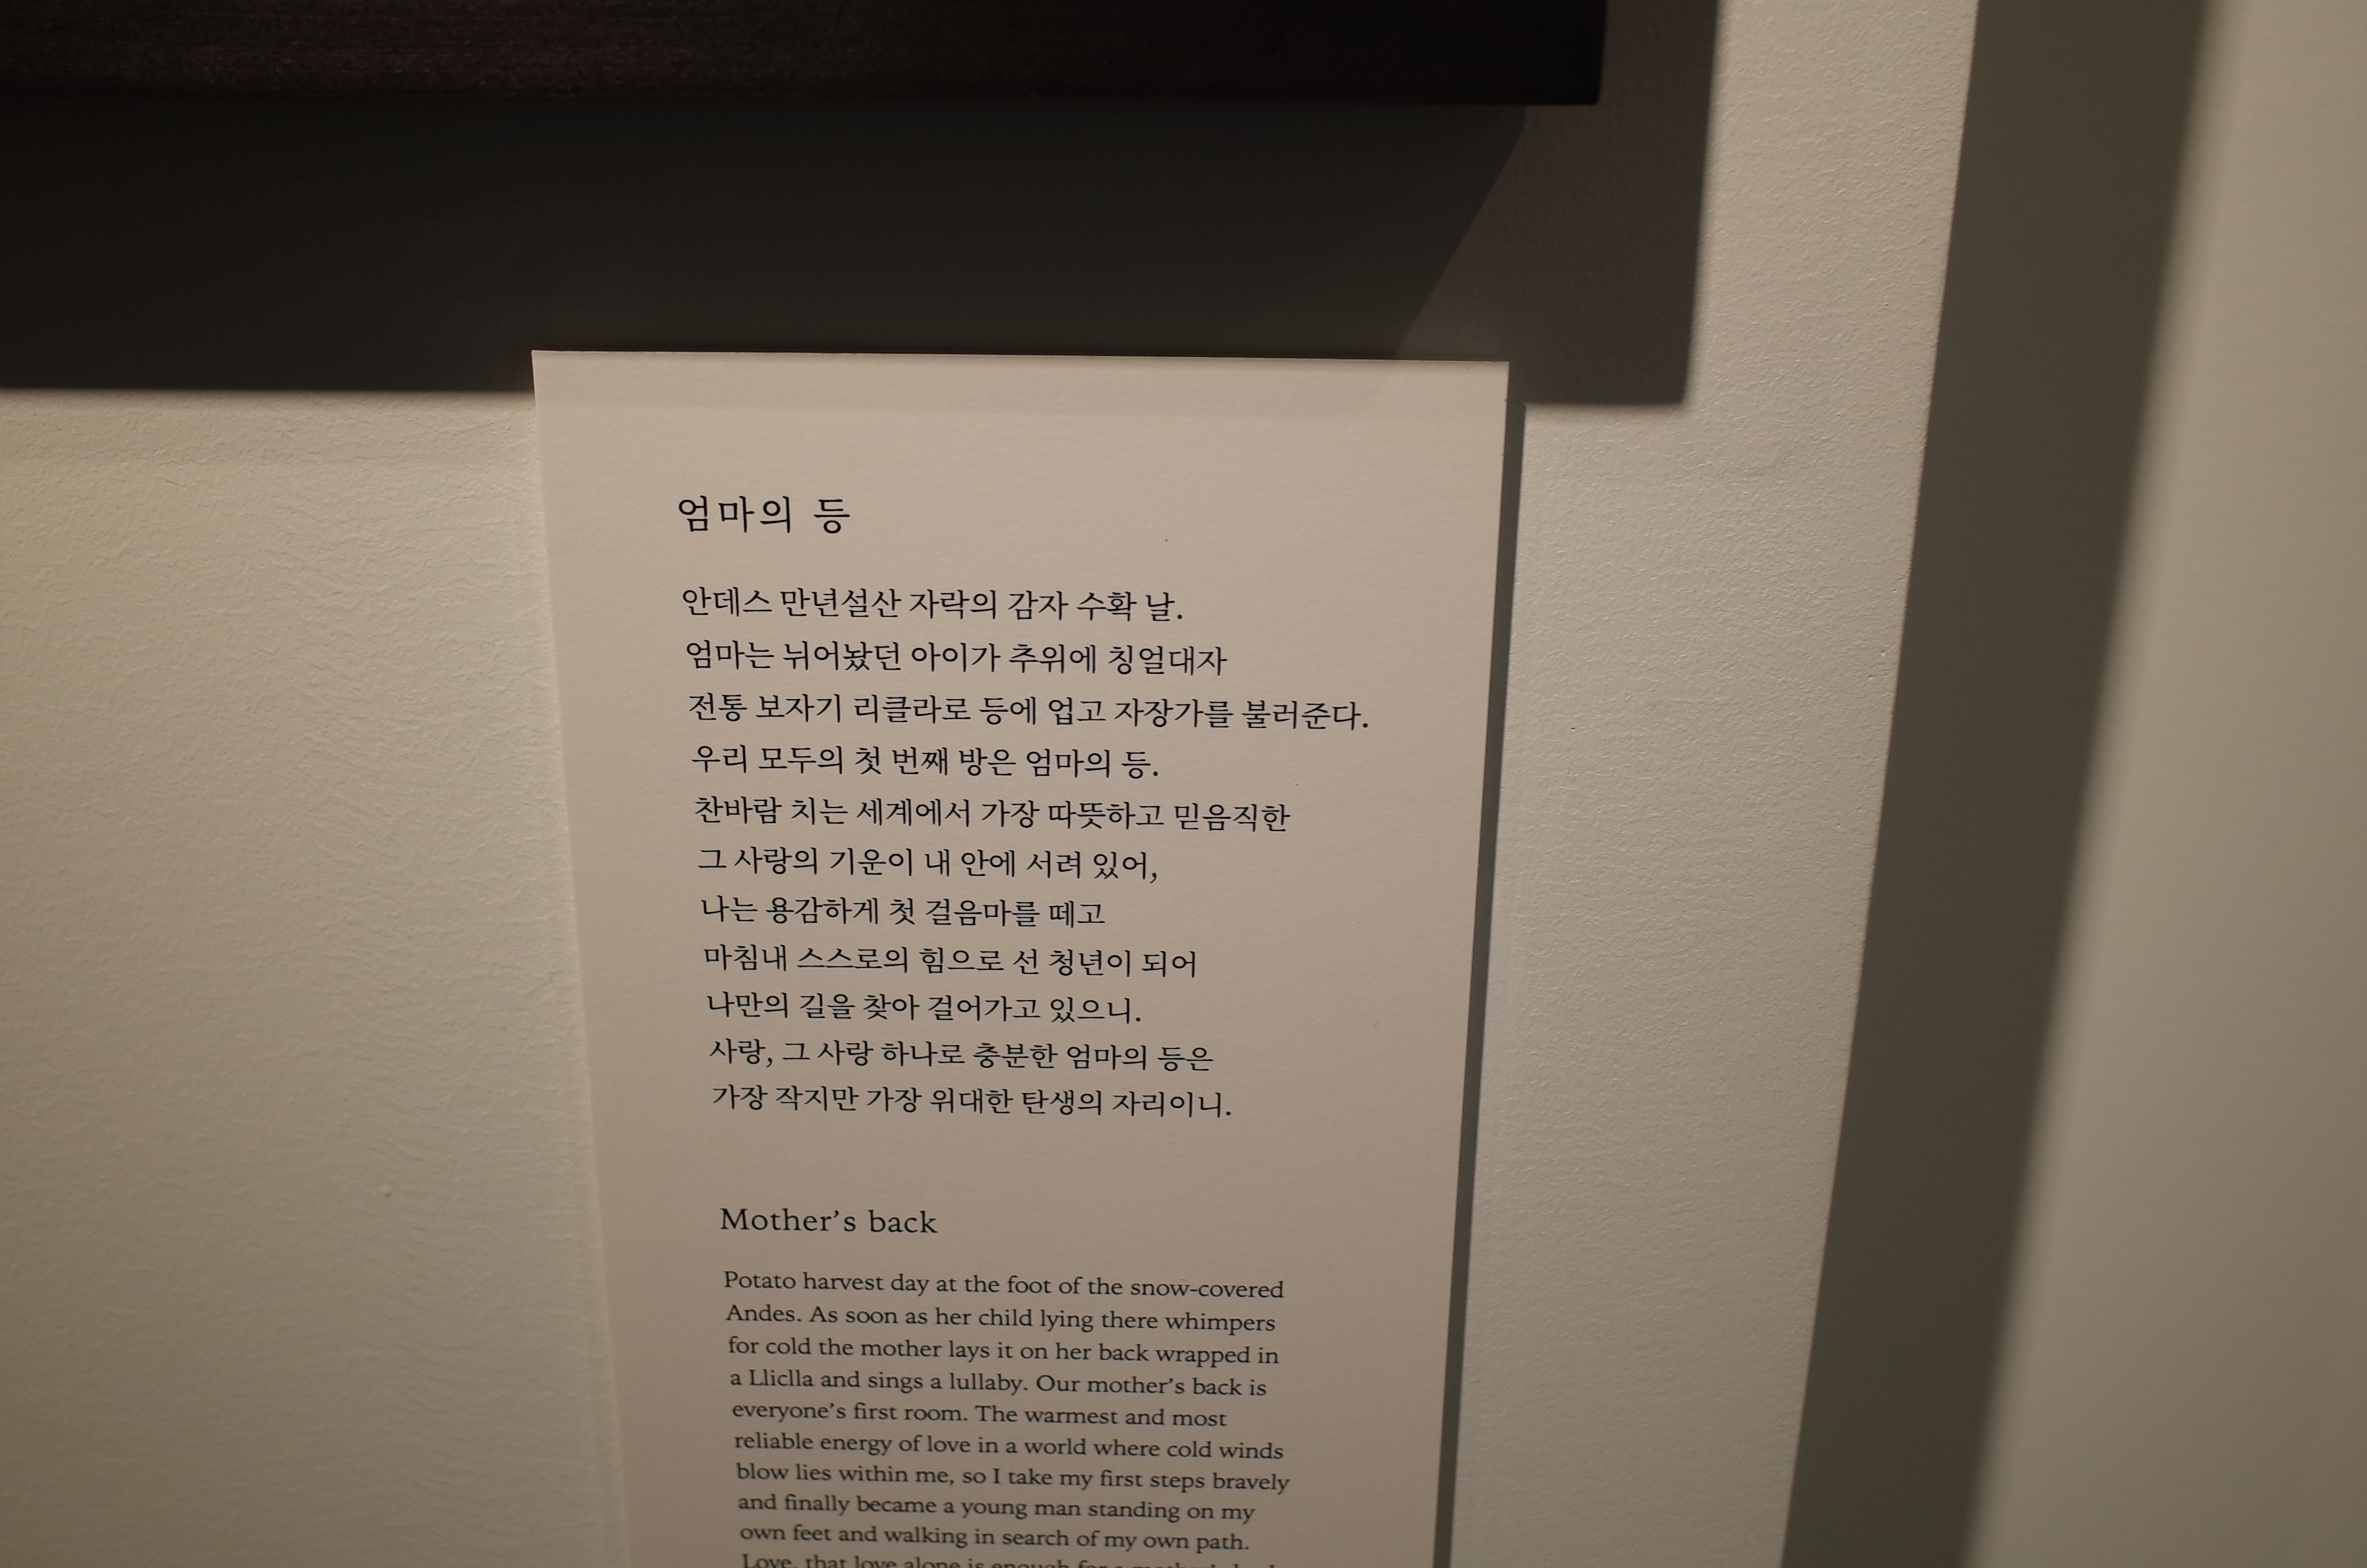 엄마의 등
안데스 만년설산 자락의 감자 수확 날.
엄마는 뉘어놨던 아이가 추위에 칭얼대자
전통 보자기 리클라로 등에 업고 자장가를 불러준다.
우리 모두의 첫 번째 방은 엄마의 등.
찬바람 치는 세계에서 가장 따뜻하고 믿음직한
그 사랑의 기운이 내 안에 서려 있어,
나는 용감하게 첫 걸음마를 떼고
마침내 스스로의 힘으로 선 청년이 되어
나만의 길을 찾아 걸어가고 있으니.
사랑, 그 사랑 하나로 충분한 엄마의 등은
가장 작지만 가장 위대한 탄생의 자리이니.
Mother's back
Potato harvest day at the foot of the snow-covered
Andes. As soon as her child lying there whimpers
for cold the mother lays it on her back wrapped in
a Lliclla and sings a lullaby. Our mother's back is
everyone's first room. The warmest and most
reliable energy of love in a world where cold winds
blow lies within me, so I take my first steps bravely
and finally became a young man standing on my
own feet and walking in search of my own path.
Love, that love alone is enough for a mother's